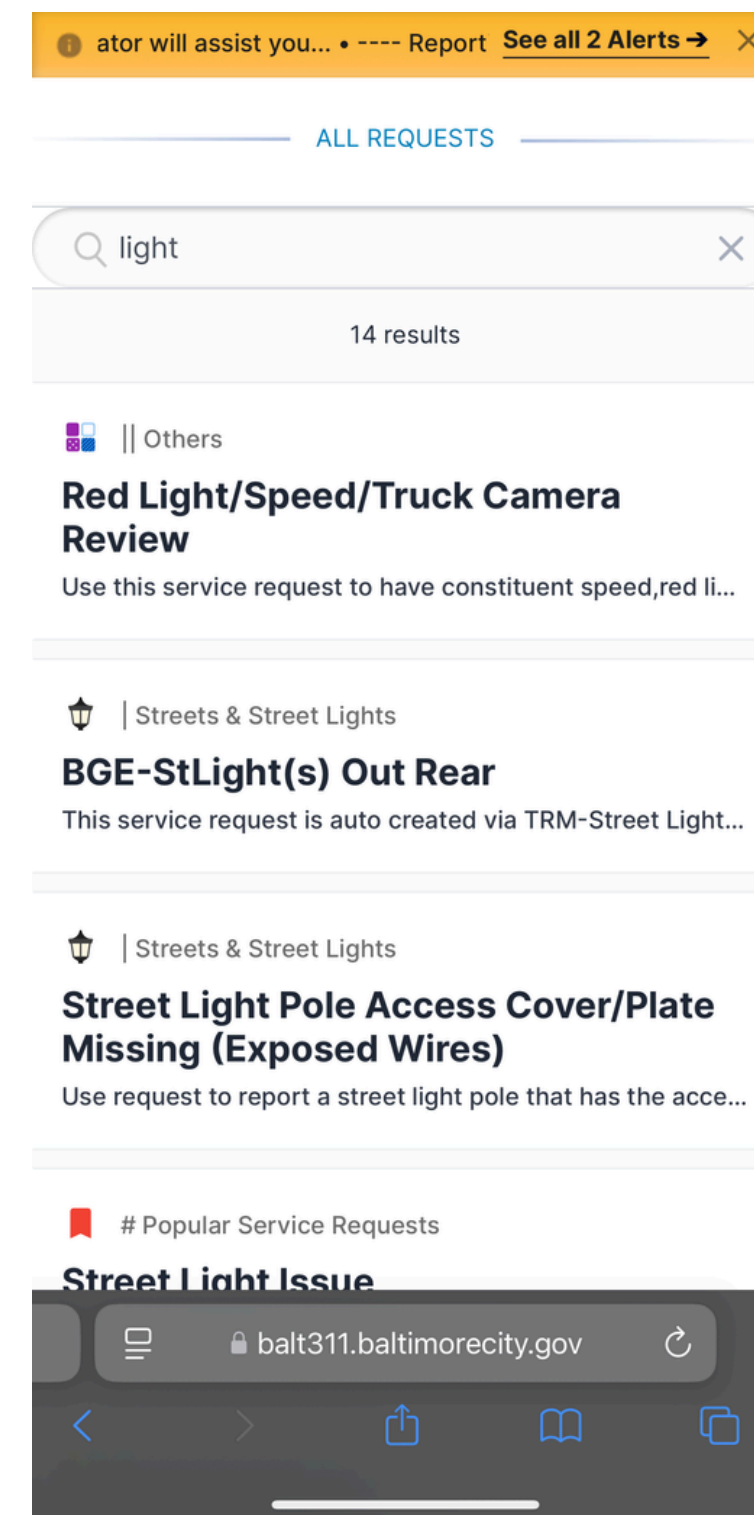 ator will assist you... • ---- Report See all 2 Alerts →
ALL REQUESTS
light
14 results
|| Others
Red Light/Speed/Truck Camera
Review
Use this service request to have constituent speed,red li...
| Streets & Street Lights
BGE-StLight(s) Out Rear
This service request is auto created via TRM-Street Light...
| Streets & Street Lights
Street Light Pole Access Cover/Plate
Missing (Exposed Wires)
Use request to report a street light pole that has the acce...
# Popular Service Requests
Street Light Issue
balt311.baltimorecity.gov